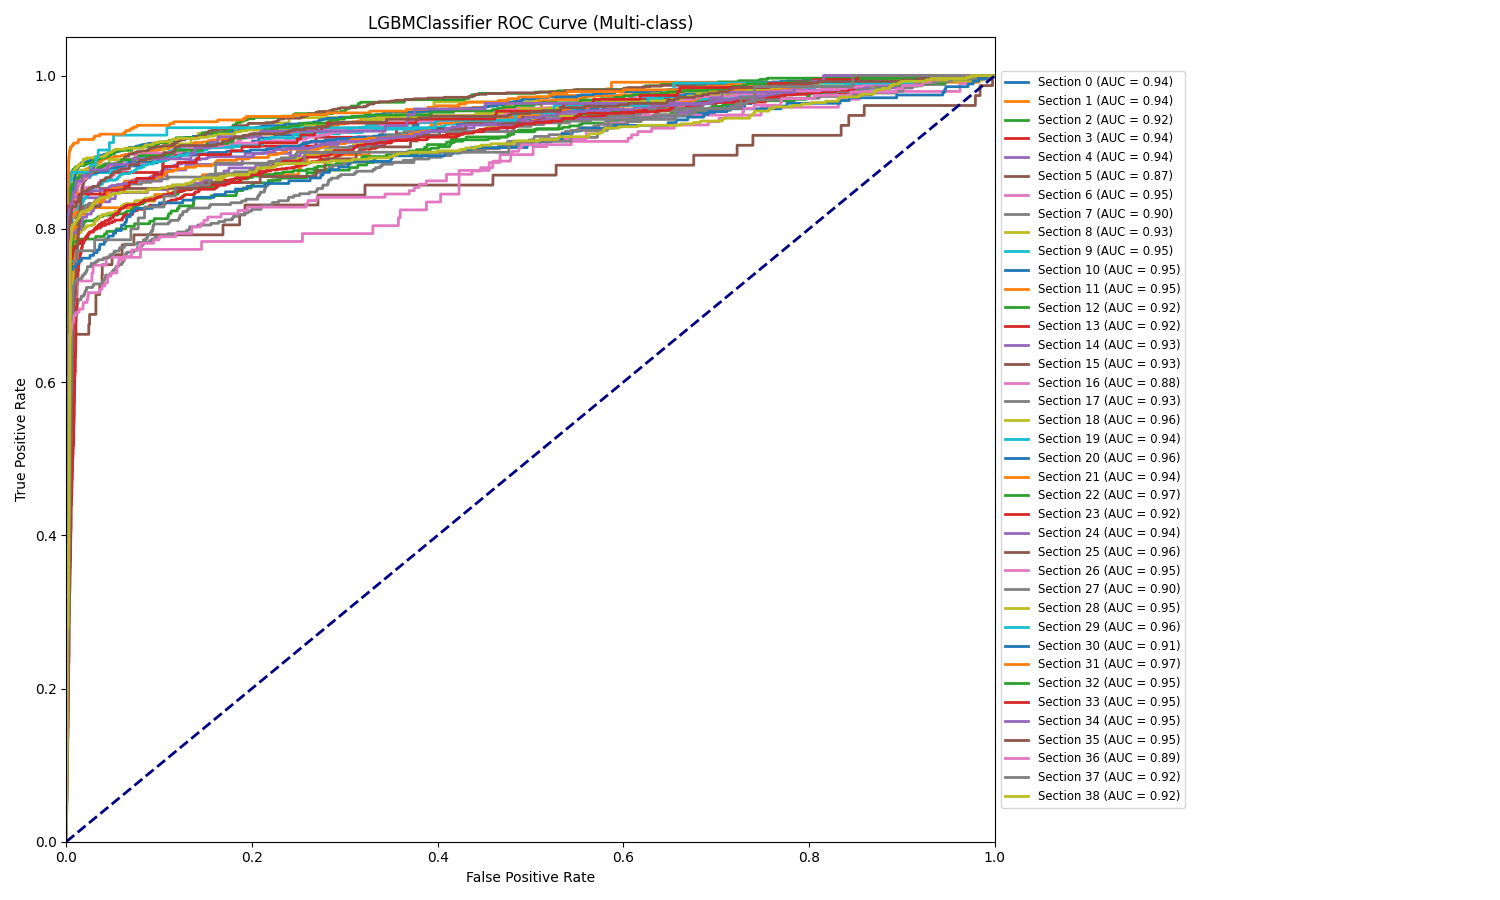 LGBMClassifier ROC Curve (Multi-class)
True Positive Rate
1.0
0.8
0.6
0.4
0.2
0.0
0.0
0.2
0.4
0.6
0.8
1.0
False Positive Rate
Section 0 (AUC = 0.94)
Section 1 (AUC = 0.94)
Section 2 (AUC = 0.92)
Section 3 (AUC = 0.94)
Section 4 (AUC = 0.94)
Section 5 (AUC = 0.87)
Section 6 (AUC = 0.95)
Section 7 (AUC = 0.90)
Section 8 (AUC = 0.93)
Section 9 (AUC = 0.95)
Section 10 (AUC = 0.95)
Section 11 (AUC = 0.95)
Section 12 (AUC = 0.92)
Section 13 (AUC = 0.92)
Section 14 (AUC = 0.93)
Section 15 (AUC = 0.93)
Section 16 (AUC = 0.88)
Section 17 (AUC = 0.93)
Section 18 (AUC = 0.96)
Section 19 (AUC = 0.94)
Section 20 (AUC = 0.96)
Section 21 (AUC = 0.94)
Section 22 (AUC = 0.97)
Section 23 (AUC = 0.92)
Section 24 (AUC = 0.94)
Section 25 (AUC = 0.96)
Section 26 (AUC = 0.95)
Section 27 (AUC = 0.90)
Section 28 (AUC = 0.95)
Section 29 (AUC = 0.96)
Section 30 (AUC = 0.91)
Section 31 (AUC = 0.97)
Section 32 (AUC = 0.95)
Section 33 (AUC = 0.95)
Section 34 (AUC = 0.95)
Section 35 (AUC = 0.95)
Section 36 (AUC = 0.89)
Section 37 (AUC = 0.92)
Section 38 (AUC = 0.92)